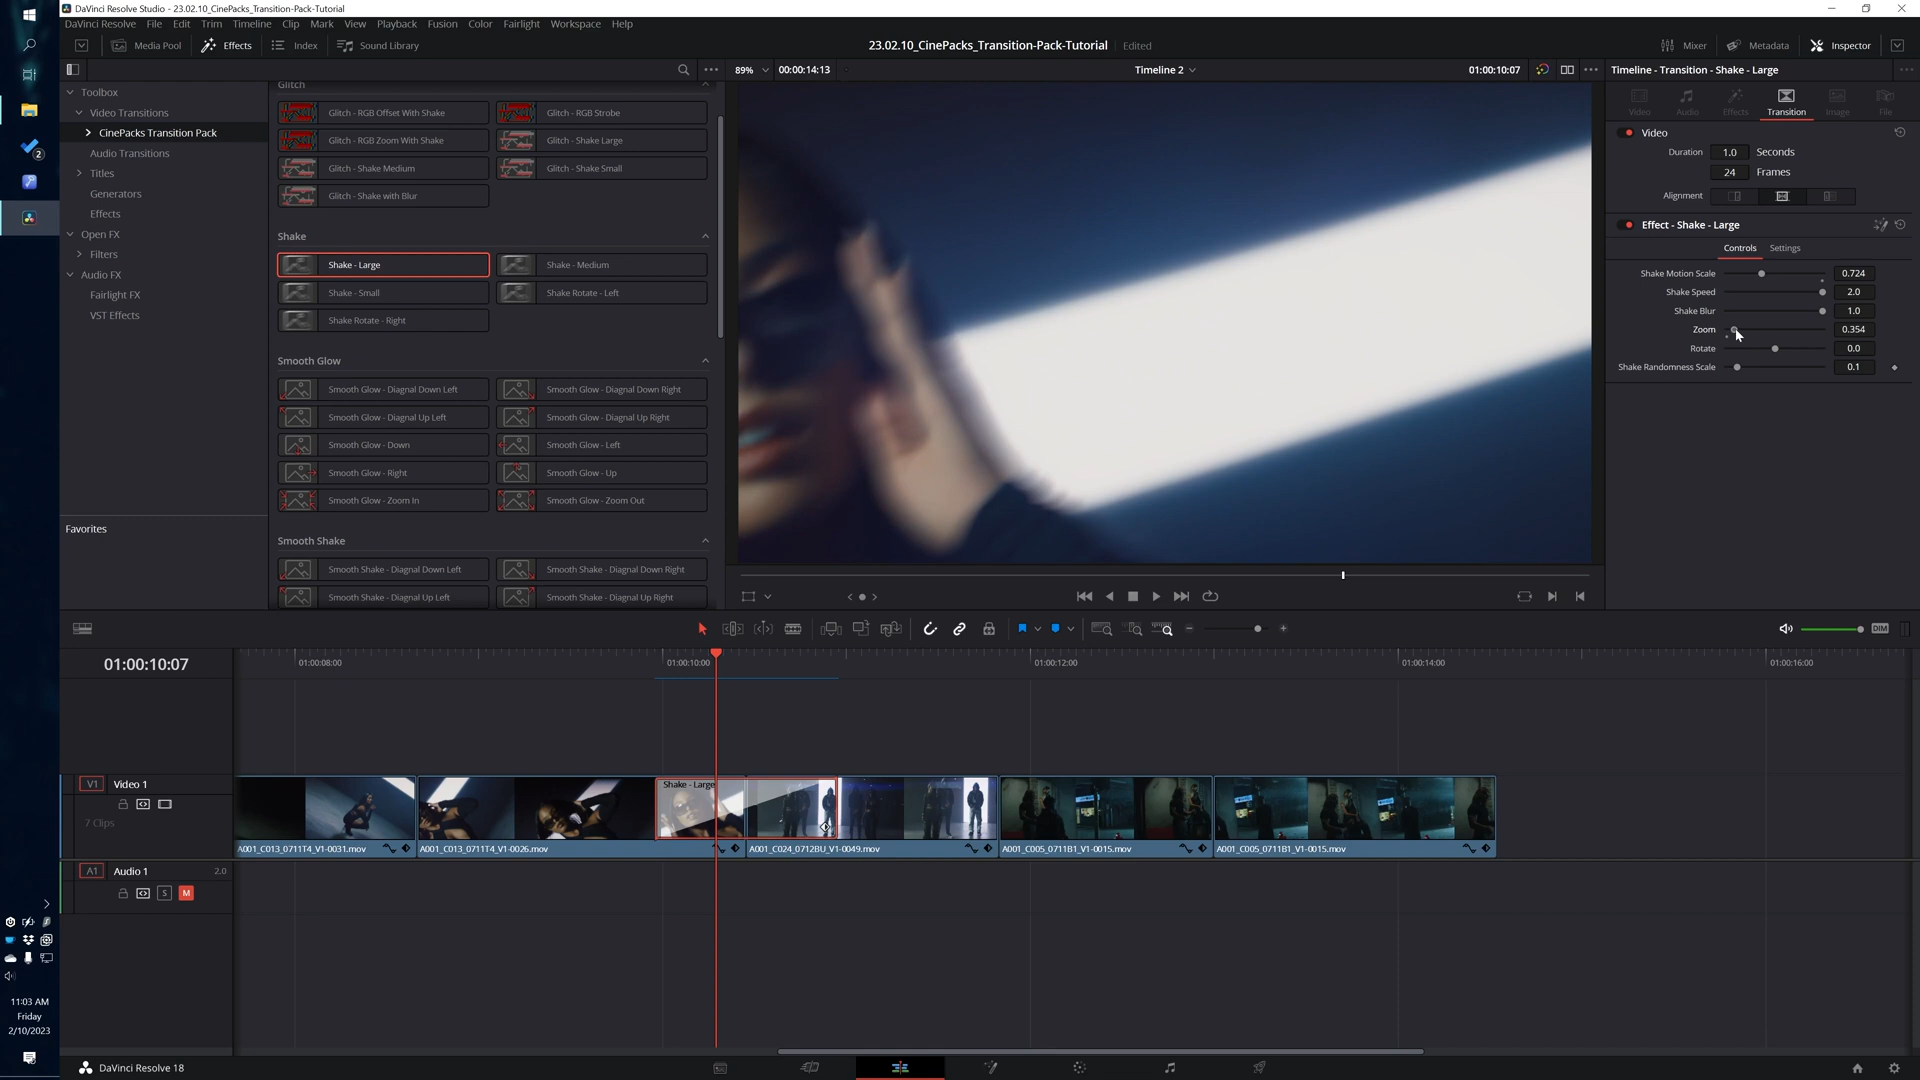 DaVinci Resolve Studio - 23.02.10_CinePacks_Transition-Pack-Tutorial
DaVinci Resolve File Edit Trim Timeline Clip Mark View Playback Fusion Color Fairlight Workspace Help
Media Pool Effects Index Sound Library 23.02.10_CinePacks_Transition-Pack-Tutorial Edited Mixer Metadata Inspector
89% 00:00:14:13 Timeline 2 01:00:10:07 Timeline - Transition - Shake - Large
Toolbox
Video Transitions
CinePacks Transition Pack
Audio Transitions
Titles
Generators
Effects
Open FX
Filters
Audio FX
Fairlight FX
VST Effects
Favorites
Glitch
Glitch - RGB Offset With Shake Glitch - RGB Strobe
Glitch - RGB Zoom With Shake Glitch - Shake Large
Glitch - Shake Medium Glitch - Shake Small
Glitch - Shake with Blur
Shake
Shake - Large Shake - Medium
Shake - Small Shake Rotate - Left
Shake Rotate - Right
Smooth Glow
Smooth Glow - Diagnal Down Left Smooth Glow - Diagnal Down Right
Smooth Glow - Diagnal Up Left Smooth Glow - Diagnal Up Right
Smooth Glow - Down Smooth Glow - Left
Smooth Glow - Right Smooth Glow - Up
Smooth Glow - Zoom In Smooth Glow - Zoom Out
Smooth Shake
Smooth Shake - Diagnal Down Left Smooth Shake - Diagnal Down Right
Smooth Shake - Diagnal Up Left Smooth Shake - Diagnal Up Right
Video Audio Effects Transition Image File
Video
Duration 1.0 Seconds
24 Frames
Alignment
Effect - Shake - Large
Controls Settings
Shake Motion Scale 0.724
Shake Speed 2.0
Shake Blur 1.0
Zoom 0.354
Rotate 0.0
Shake Randomness Scale 0.1
DIM
01:00:10:07 01:00:08:00 01:00:10:00 01:00:12:00 01:00:14:00 01:00:16:00
V1 Video 1
7 Clips
Shake - Large
A001_C013_0711T4_V1-0031.mov A001_C013_0711T4_V1-0026.mov A001_C024_0712BU_V1-0049.mov A001_C005_0711B1_V1-0015.mov A001_C005_0711B1_V1-0015.mov
A1 Audio 1 2.0
S M
2
11:03 AM
Friday
2/10/2023
DaVinci Resolve 18